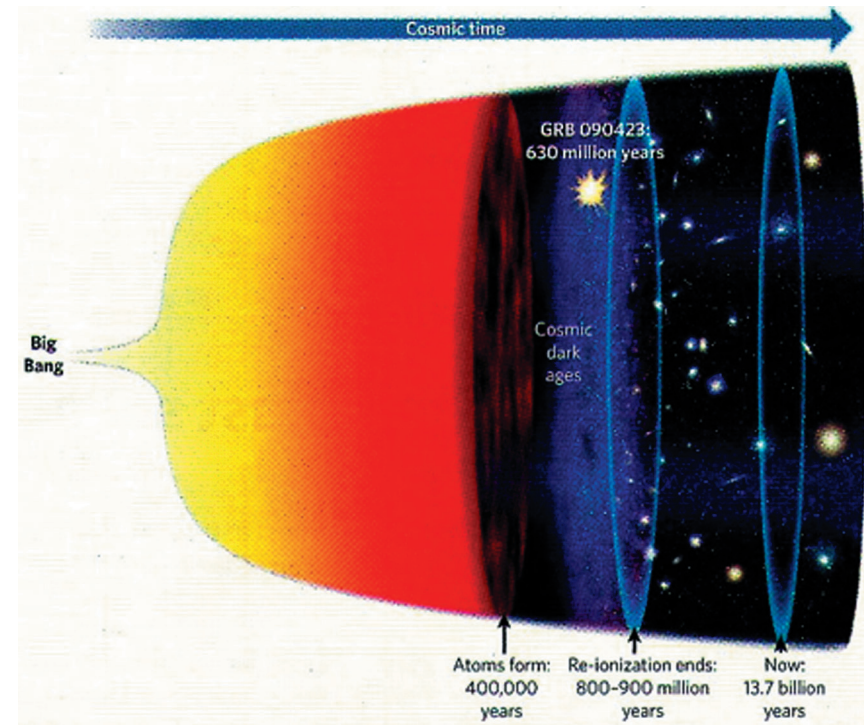 Cosmic time
GRB 090423:
630 million years
Big
Bang
Cosmic
dark
ages
Atoms form:
400,000
years
Re-ionization ends:
800–900 million
years
Now:
13.7 billion
years